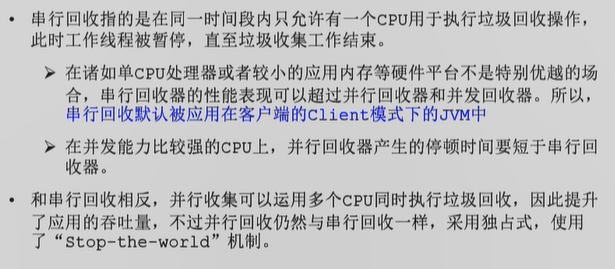 • 串行回收指的是在同一时间段内只允许有一个CPU用于执行垃圾回收操作，
此时工作线程被暂停，直至垃圾收集工作结束。
➢ 在诸如单CPU处理器或者较小的应用内存等硬件平台不是特别优越的场
合，串行回收器的性能表现可以超过并行回收器和并发回收器。所以，
串行回收默认被应用在客户端的Client模式下的JVM中
➢ 在并发能力比较强的CPU上，并行回收器产生的停顿时间要短于串行回
收器。
• 和串行回收相反，并行收集可以运用多个CPU同时执行垃圾回收，因此提升
了应用的吞吐量，不过并行回收仍然与串行回收一样，采用独占式，使用
了“Stop-the-world”机制。